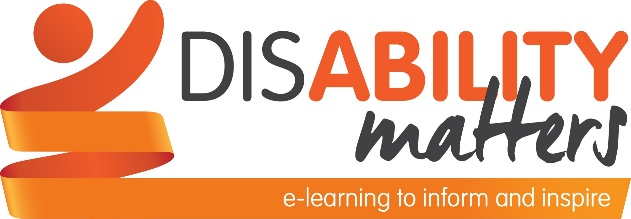 DISABILITY
matters
e-learning to inform and inspire